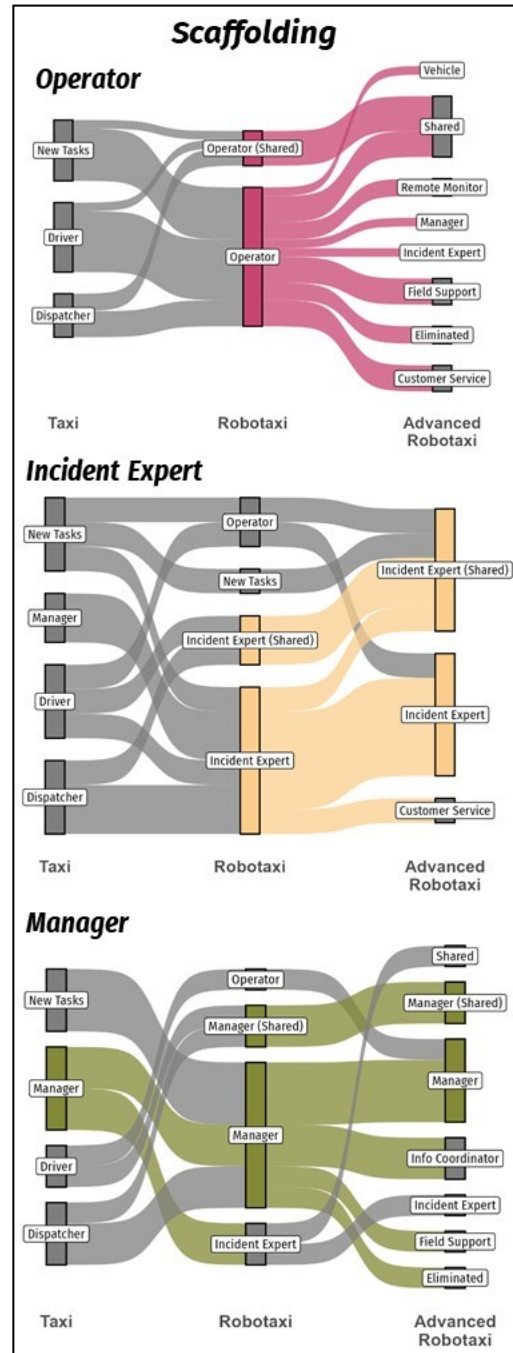 Scaffolding
Operator
Vehicle
New Tasks
Operator (Shared)
Shared
Driver
Operator
Remote Monitor
Manager
Incident Expert
Dispatcher
Field Support
Eliminated
Customer Service
Taxi
Robotaxi
Advanced
Robotaxi
Incident Expert
New Tasks
Operator
Manager
New Tasks
Incident Expert (Shared)
Driver
Incident Expert (Shared)
Incident Expert
Dispatcher
Incident Expert
Customer Service
Taxi
Robotaxi
Advanced
Robotaxi
Manager
Shared
New Tasks
Operator
Manager (Shared)
Manager
Manager (Shared)
Manager
Driver
Manager
Info Coordinator
Dispatcher
Incident Expert
Incident Expert
Field Support
Eliminated
Taxi
Robotaxi
Advanced
Robotaxi